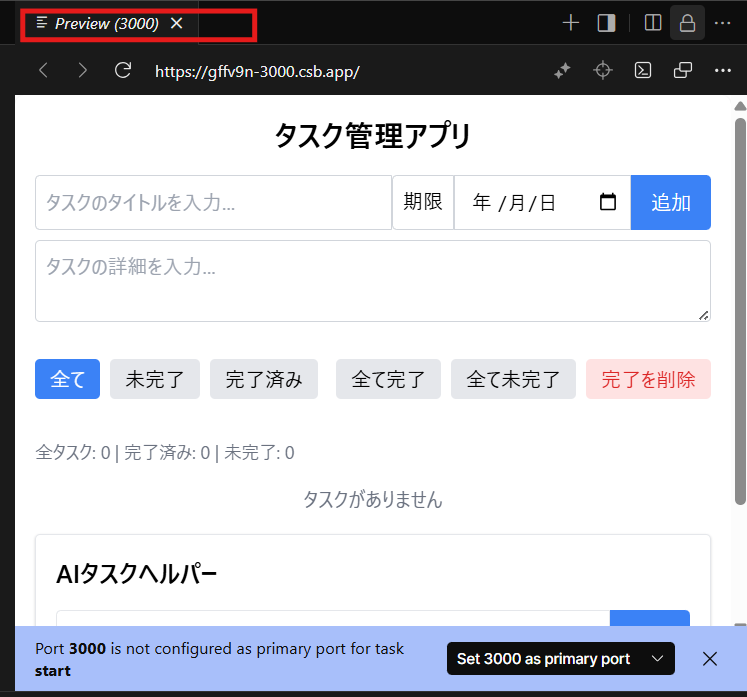 Preview (3000)
https://gffv9n-3000.csb.app/
タスク管理アプリ
タスクのタイトルを入力... 期限 年 /月/日 追加
タスクの詳細を入力...
全て 未完了 完了済み 全て完了 全て未完了 完了を削除
全タスク: 0 | 完了済み: 0 | 未完了: 0
タスクがありません
AIタスクヘルパー
Port 3000 is not configured as primary port for task
start
Set 3000 as primary port